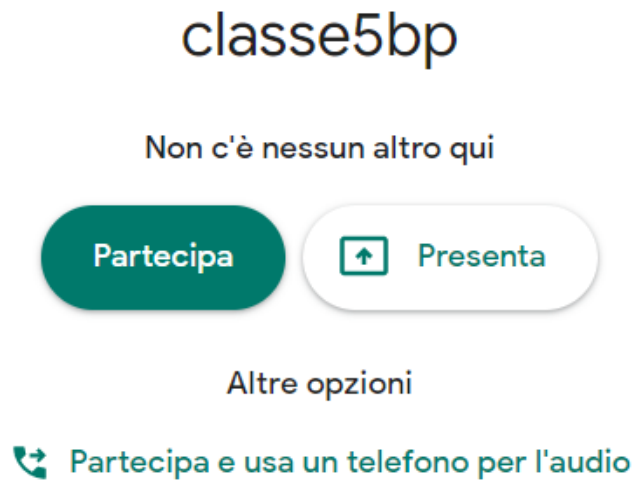 classe5bp
Non c'è nessun altro qui
Partecipa
Presenta
Altre opzioni
Partecipa e usa un telefono per l'audio